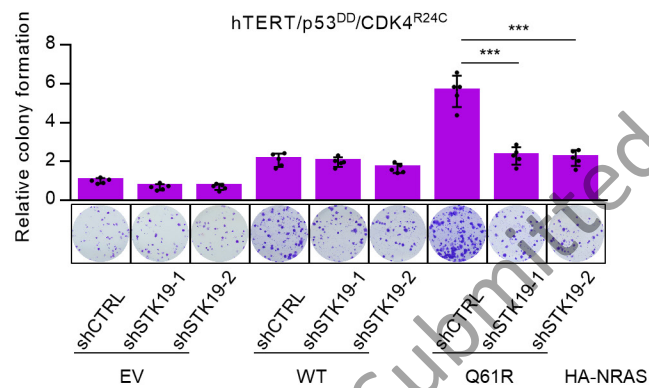 hTERT/p53ᴰᴰ/CDK4ᴿ²⁴ᶜ
***
***
Relative colony formation
8
6
4
2
0
shCTRL
shSTK19-1
shSTK19-2
shCTRL
shSTK19-1
shSTK19-2
shCTRL
shSTK19-1
shSTK19-2
EV
WT
Q61R
HA-NRAS
Submitted